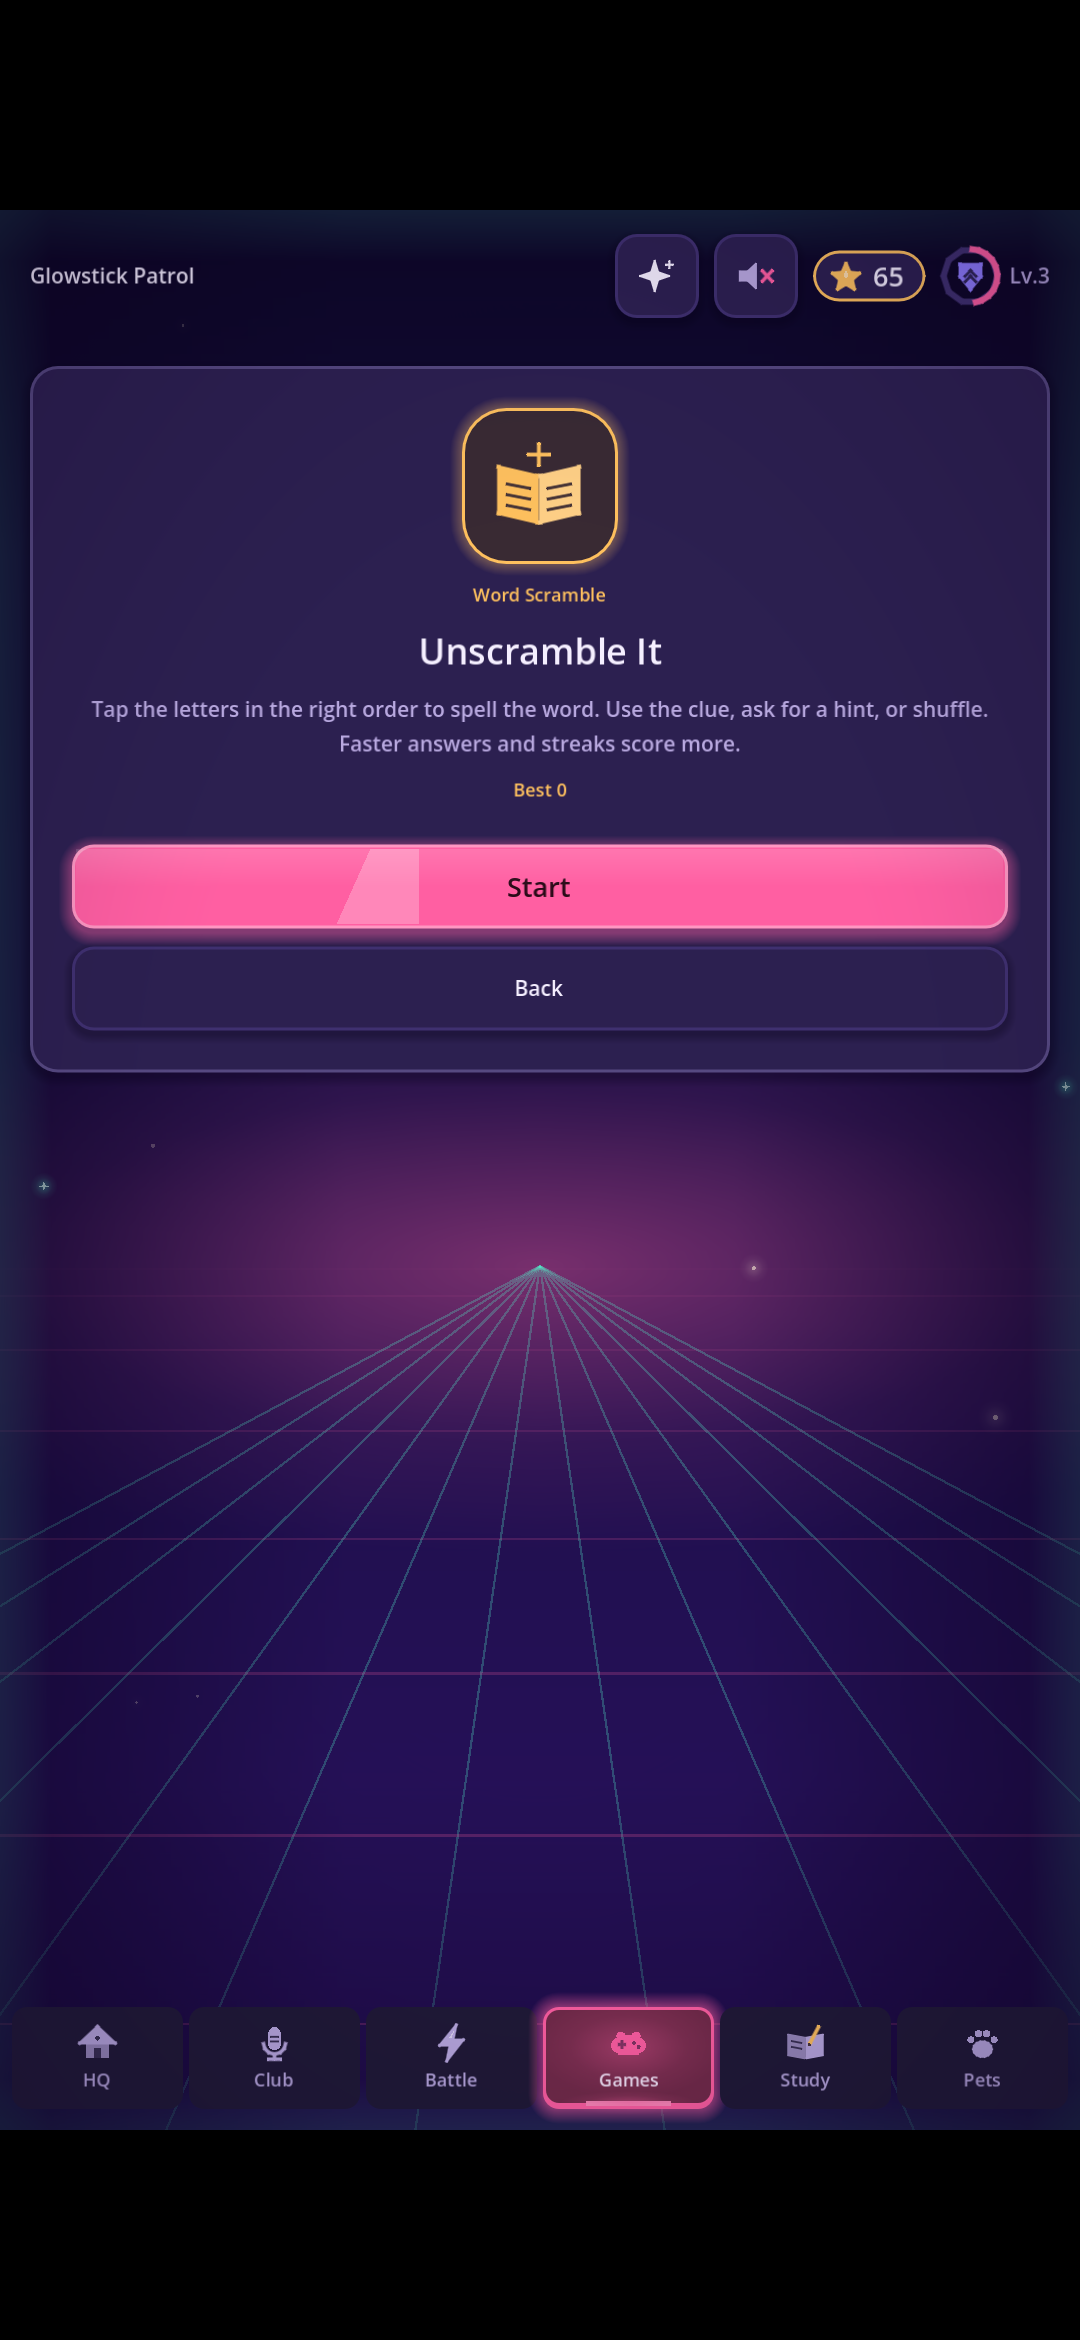 Glowstick Patrol
65
Lv.3
Word Scramble
Unscramble It
Tap the letters in the right order to spell the word. Use the clue, ask for a hint, or shuffle.
Faster answers and streaks score more.
Best 0
Start
Back
HQ
Club
Battle
Games
Study
Pets